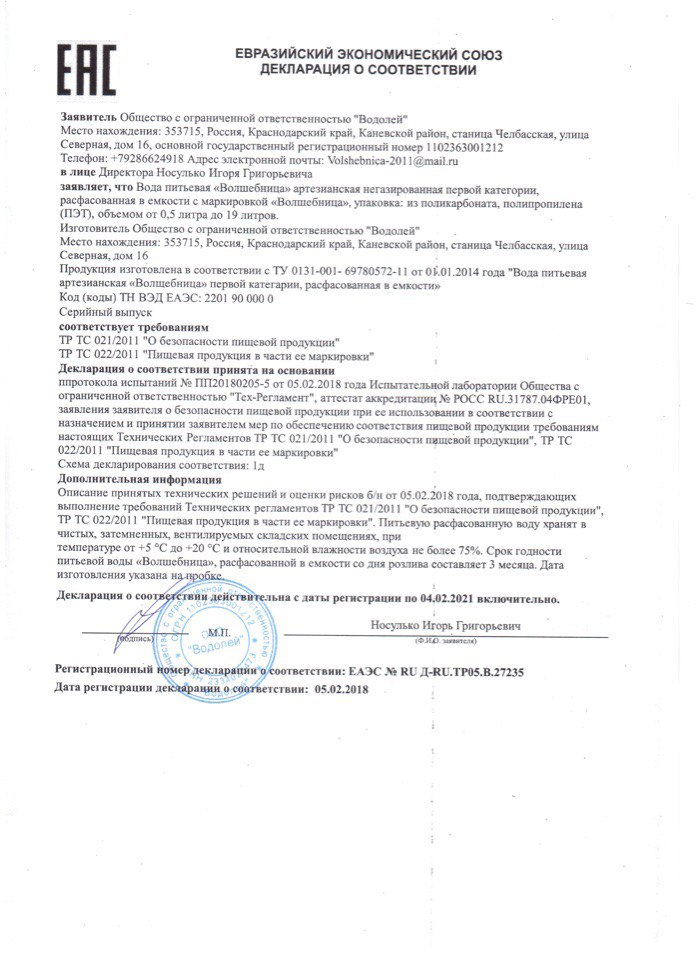 EAC
ЕВРАЗИЙСКИЙ ЭКОНОМИЧЕСКИЙ СОЮЗ
ДЕКЛАРАЦИЯ О СООТВЕТСТВИИ
Заявитель Общество с ограниченной ответственностью "Водолей"
Место нахождения: 353715, Россия, Краснодарский край, Каневской район, станица Челбасская, улица
Северная, дом 16, основной государственный регистрационный номер 1102363001212
Телефон: +79286624918 Адрес электронной почты: Volshebnica-2011@mail.ru
в лице Директора Носулько Игоря Григорьевича
заявляет, что Вода питьевая «Волшебница» артезианская негазированная первой категории,
расфасованная в емкости с маркировкой «Волшебница», упаковка: из поликарбоната, полипропилена
(ПЭТ), объемом от 0,5 литра до 19 литров.
Изготовитель Общество с ограниченной ответственностью "Водолей"
Место нахождения: 353715, Россия, Краснодарский край, Каневской район, станица Челбасская, улица
Северная, дом 16
Продукция изготовлена в соответствии с ТУ 0131-001- 69780572-11 от 01.01.2014 года "Вода питьевая
артезианская «Волщебница» первой категарии, расфасованная в емкости»
Код (коды) ТН ВЭД ЕАЭС: 2201 90 000 0
Серийный выпуск
соответствует требованиям
ТР ТС 021/2011 "О безопасности пищевой продукции"
ТР ТС 022/2011 "Пищевая продукция в части ее маркировки"
Декларация о соответствии принята на основании
ппротокола испытаний № ПП20180205-5 от 05.02.2018 года Испытательной лаборатории Общества с
ограниченной ответственностью "Тех-Регламент", аттестат аккредитации № РОСС RU.31787.04ФРЕ01,
заявления заявителя о безопасности пищевой продукции при ее использовании в соответствии с
назначением и принятии заявителем мер по обеспечению соответствия пищевой продукции требованиям
настоящих Технических Регламентов ТР ТС 021/2011 "О безопасности пищевой продукции", ТР ТС
022/2011 "Пищевая продукция в части ее маркировки"
Схема декларирования соответствия: 1д
Дополнительная информация
Описание принятых технических решений и оценки рисков б/н от 05.02.2018 года, подтверждающих
выполнение требований Технических регламентов ТР ТС 021/2011 "О безопасности пищевой продукции",
ТР ТС 022/2011 "Пищевая продукция в части ее маркировки". Питьевую расфасованную воду хранят в
чистых, затемненных, вентилируемых складских помещениях, при
температуре от +5 °С до +20 °С и относительной влажности воздуха не более 75%. Срок годности
питьевой воды «Волшебница», расфасованной в емкости со дня розлива составляет 3 месяца. Дата
изготовления указана на пробке.
Декларация о соответствии действительна с даты регистрации по 04.02.2021 включительно.
Носулько Игорь Григорьевич
(подпись)
М.П.
(Ф.И.О. заявителя)
Общество с ограниченной ответственностью
ОГРН 1102363001212
"Водолей"
Регистрационный номер декларации о соответствии: ЕАЭС № RU Д-RU.ТР05.В.27235
Дата регистрации декларации о соответствии: 05.02.2018